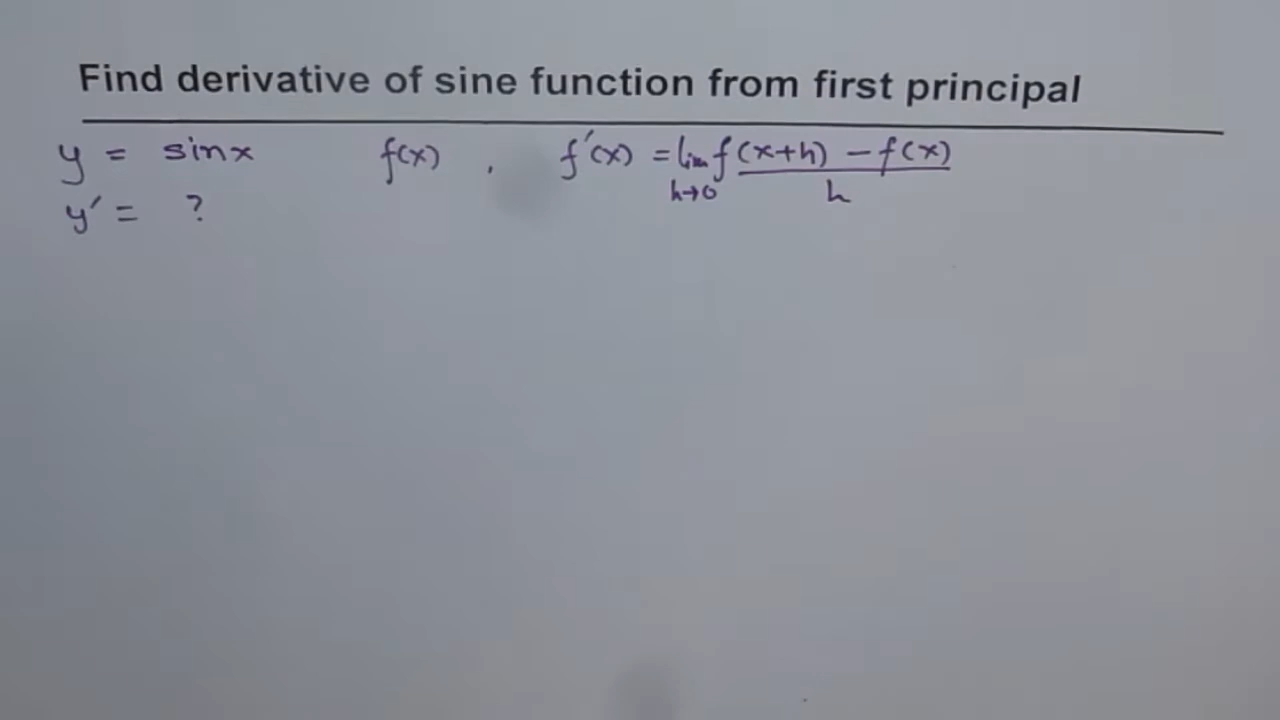 Find derivative of sine function from first principal
y = sinx f(x) , f'(x) = lim f(x+h) - f(x)
h→0 h
y' = ?